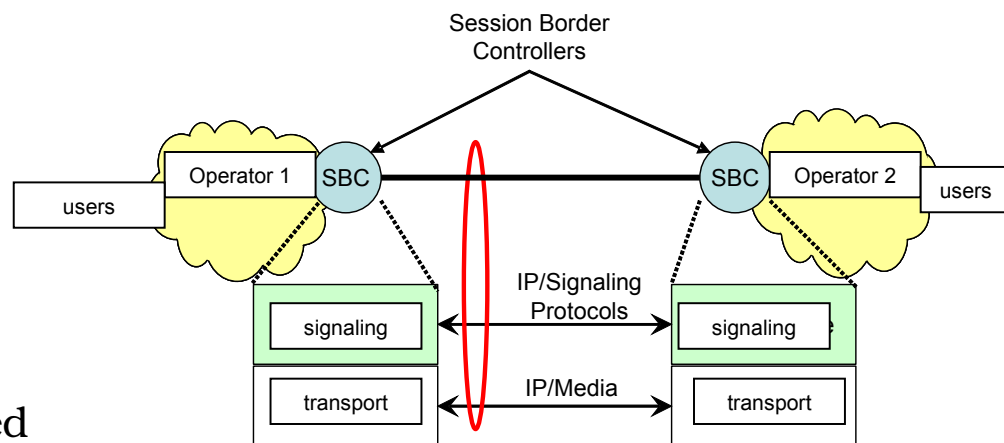 Session Border
Controllers
Operator 1
SBC
SBC
Operator 2
users
users
IP/Signaling
Protocols
signaling
signaling
IP/Media
transport
transport
ed